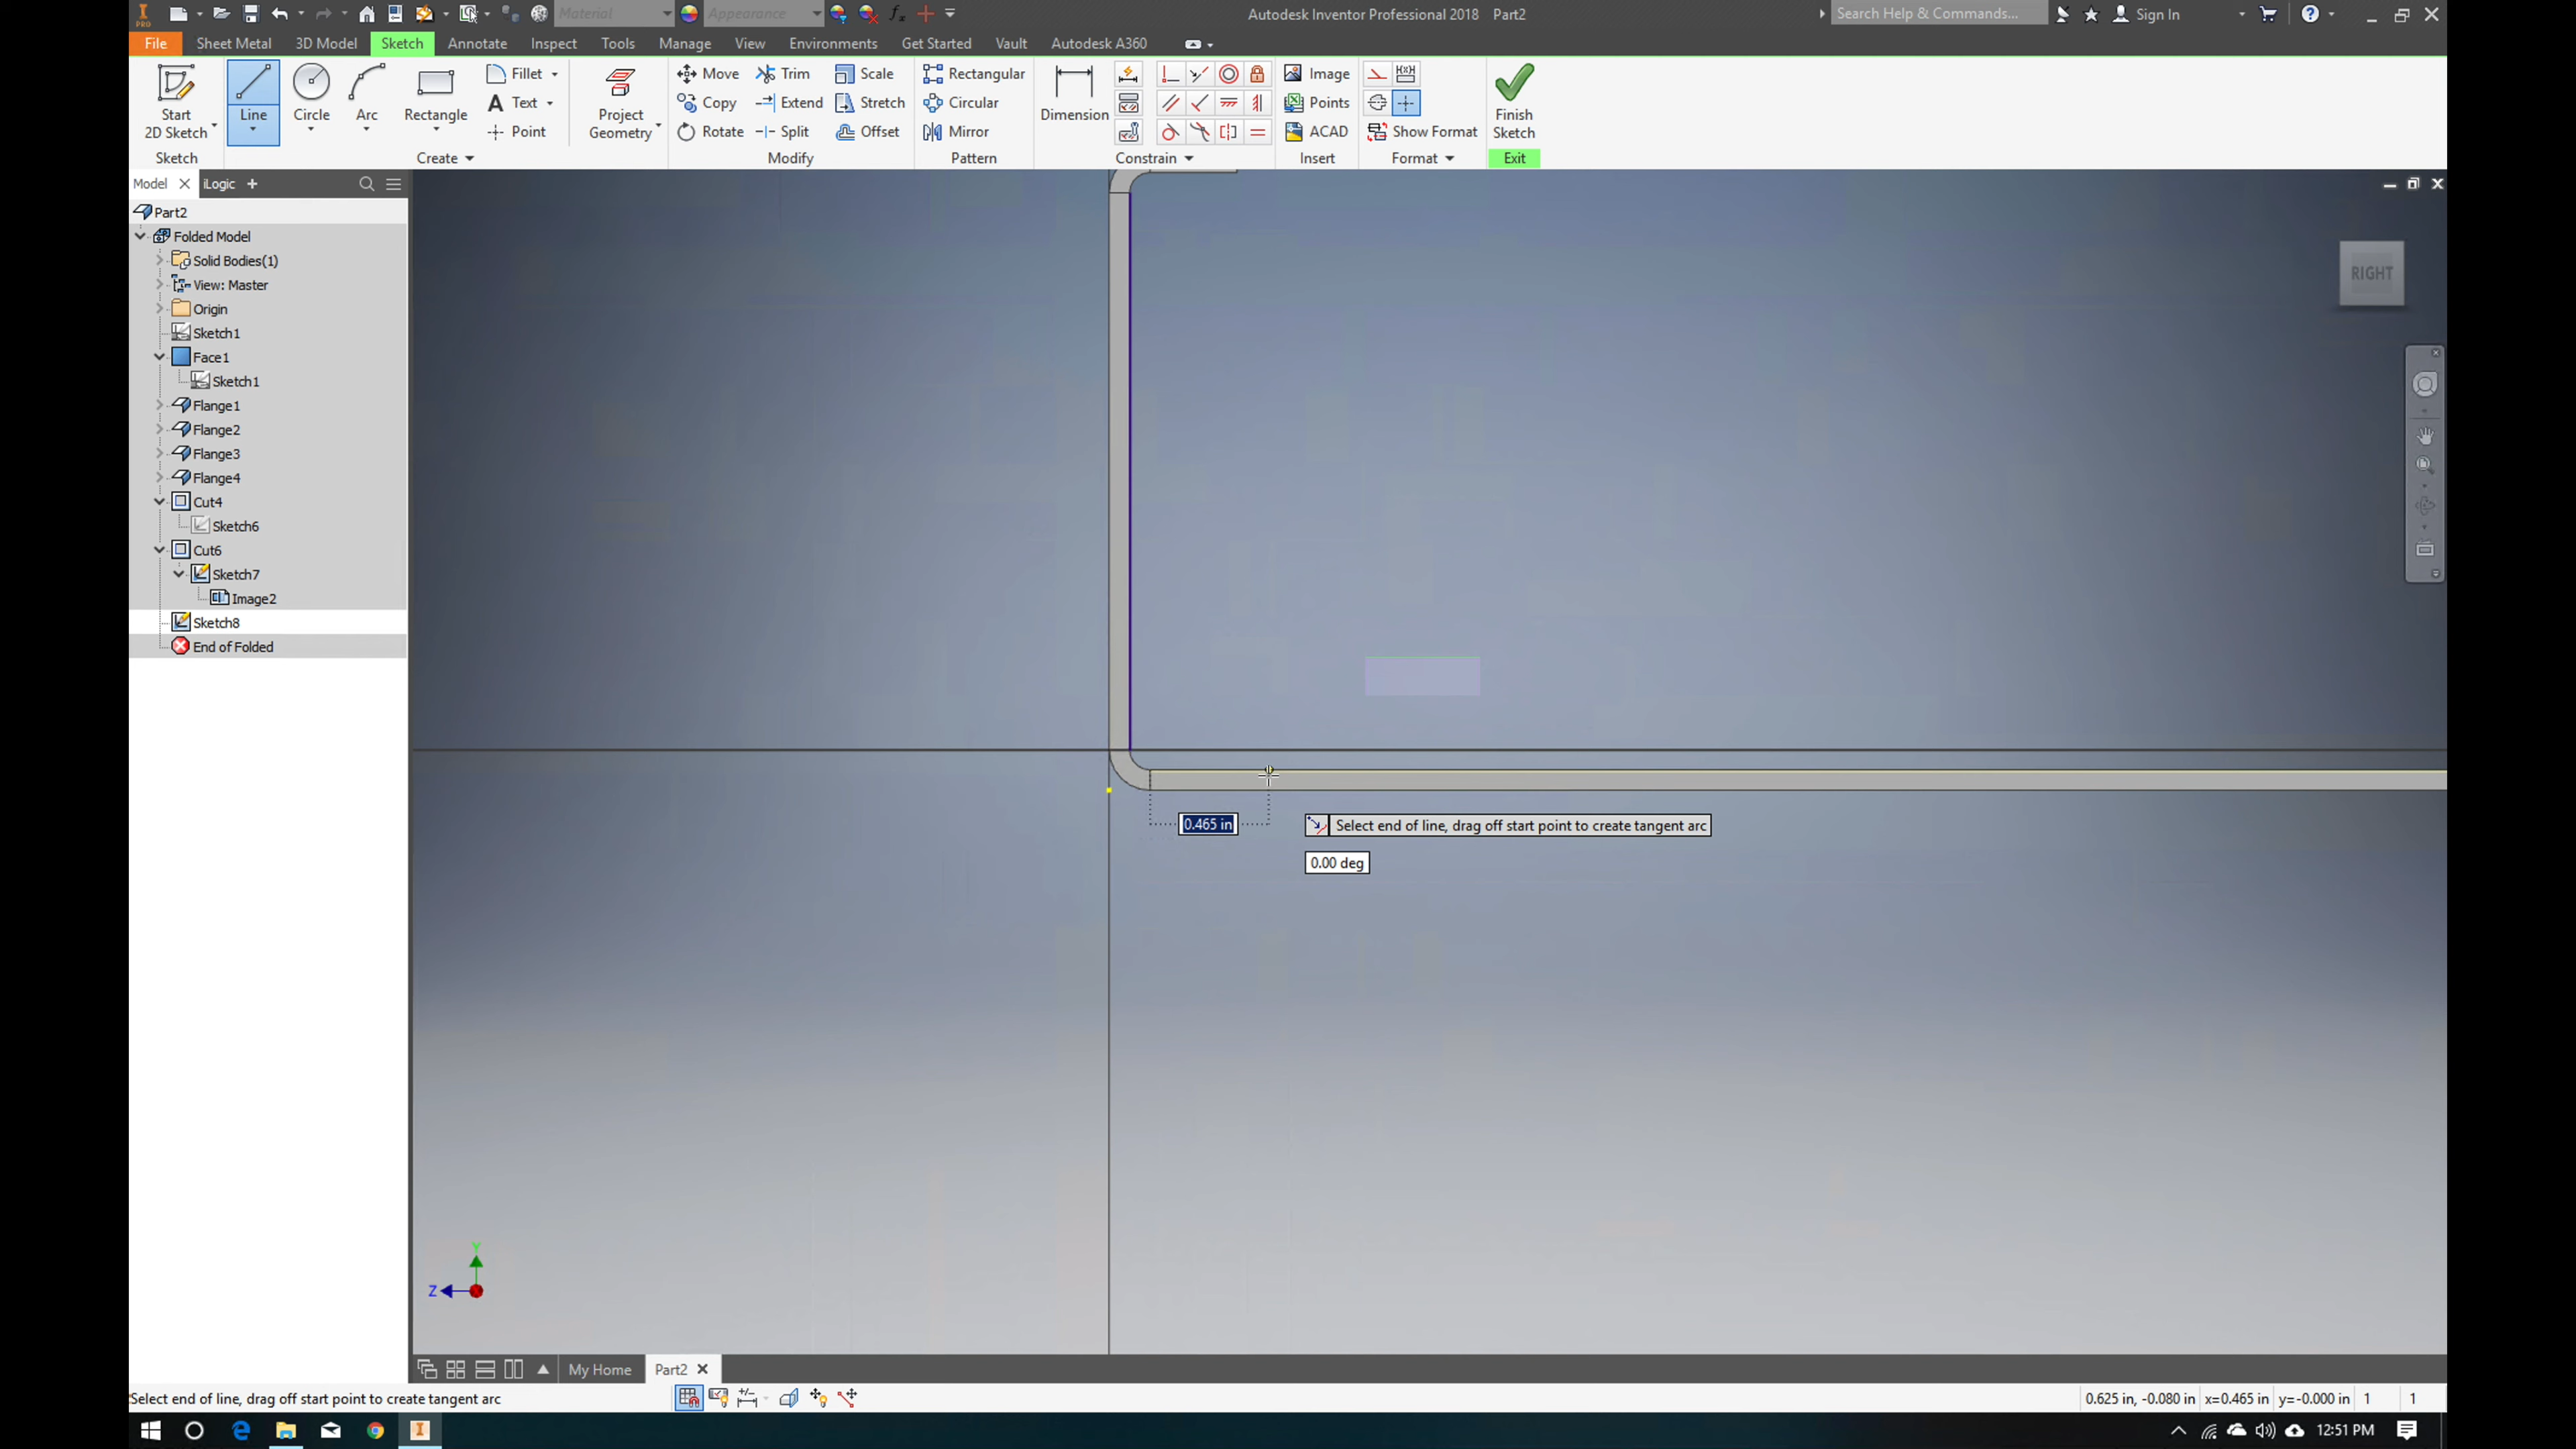 Material
Appearance
Autodesk Inventor Professional 2018 Part2
Search Help & Commands...
Sign In
File Sheet Metal 3D Model Sketch Annotate Inspect Tools Manage View Environments Get Started Vault Autodesk A360
Start
2D Sketch
Line
Circle
Arc
Rectangle
Fillet
Text
Point
Project
Geometry
Move
Copy
Rotate
Trim
Extend
Split
Scale
Stretch
Offset
Rectangular
Circular
Mirror
Dimension
Image
Points
ACAD
Show Format
Finish
Sketch
Sketch Create Modify Pattern Constrain Insert Format Exit
Model iLogic
Part2
Folded Model
Solid Bodies(1)
View: Master
Origin
Sketch1
Face1
Sketch1
Flange1
Flange2
Flange3
Flange4
Cut4
Sketch6
Cut6
Sketch7
Image2
Sketch8
End of Folded
RIGHT
0.465 in
Select end of line, drag off start point to create tangent arc
0.00 deg
Y
Z
My Home Part2
Select end of line, drag off start point to create tangent arc
0.625 in, -0.080 in x=0.465 in y=-0.000 in 1 1
12:51 PM